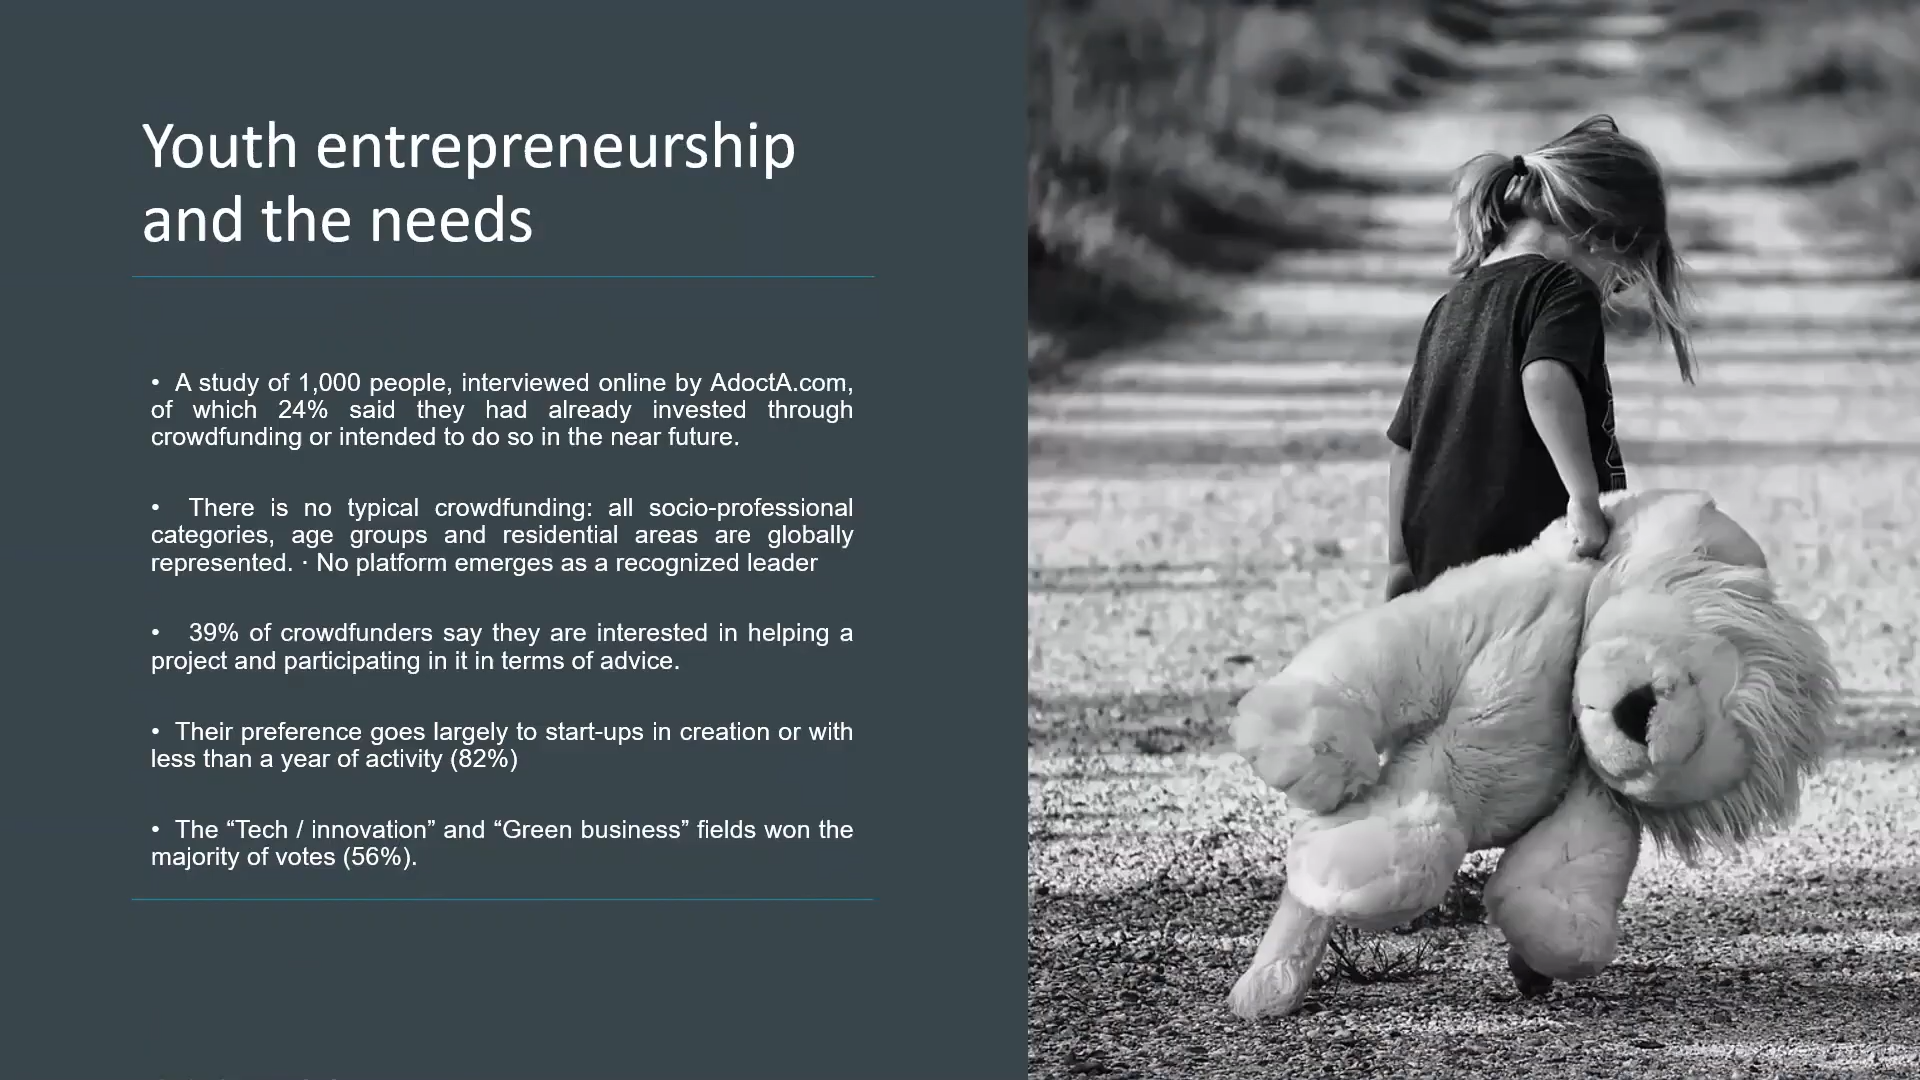 Youth entrepreneurship
and the needs
• A study of 1,000 people, interviewed online by AdoctA.com,
of which 24% said they had already invested through
crowdfunding or intended to do so in the near future.
• There is no typical crowdfunding: all socio-professional
categories, age groups and residential areas are globally
represented. · No platform emerges as a recognized leader
• 39% of crowdfunders say they are interested in helping a
project and participating in it in terms of advice.
• Their preference goes largely to start-ups in creation or with
less than a year of activity (82%)
• The “Tech / innovation” and “Green business” fields won the
majority of votes (56%).